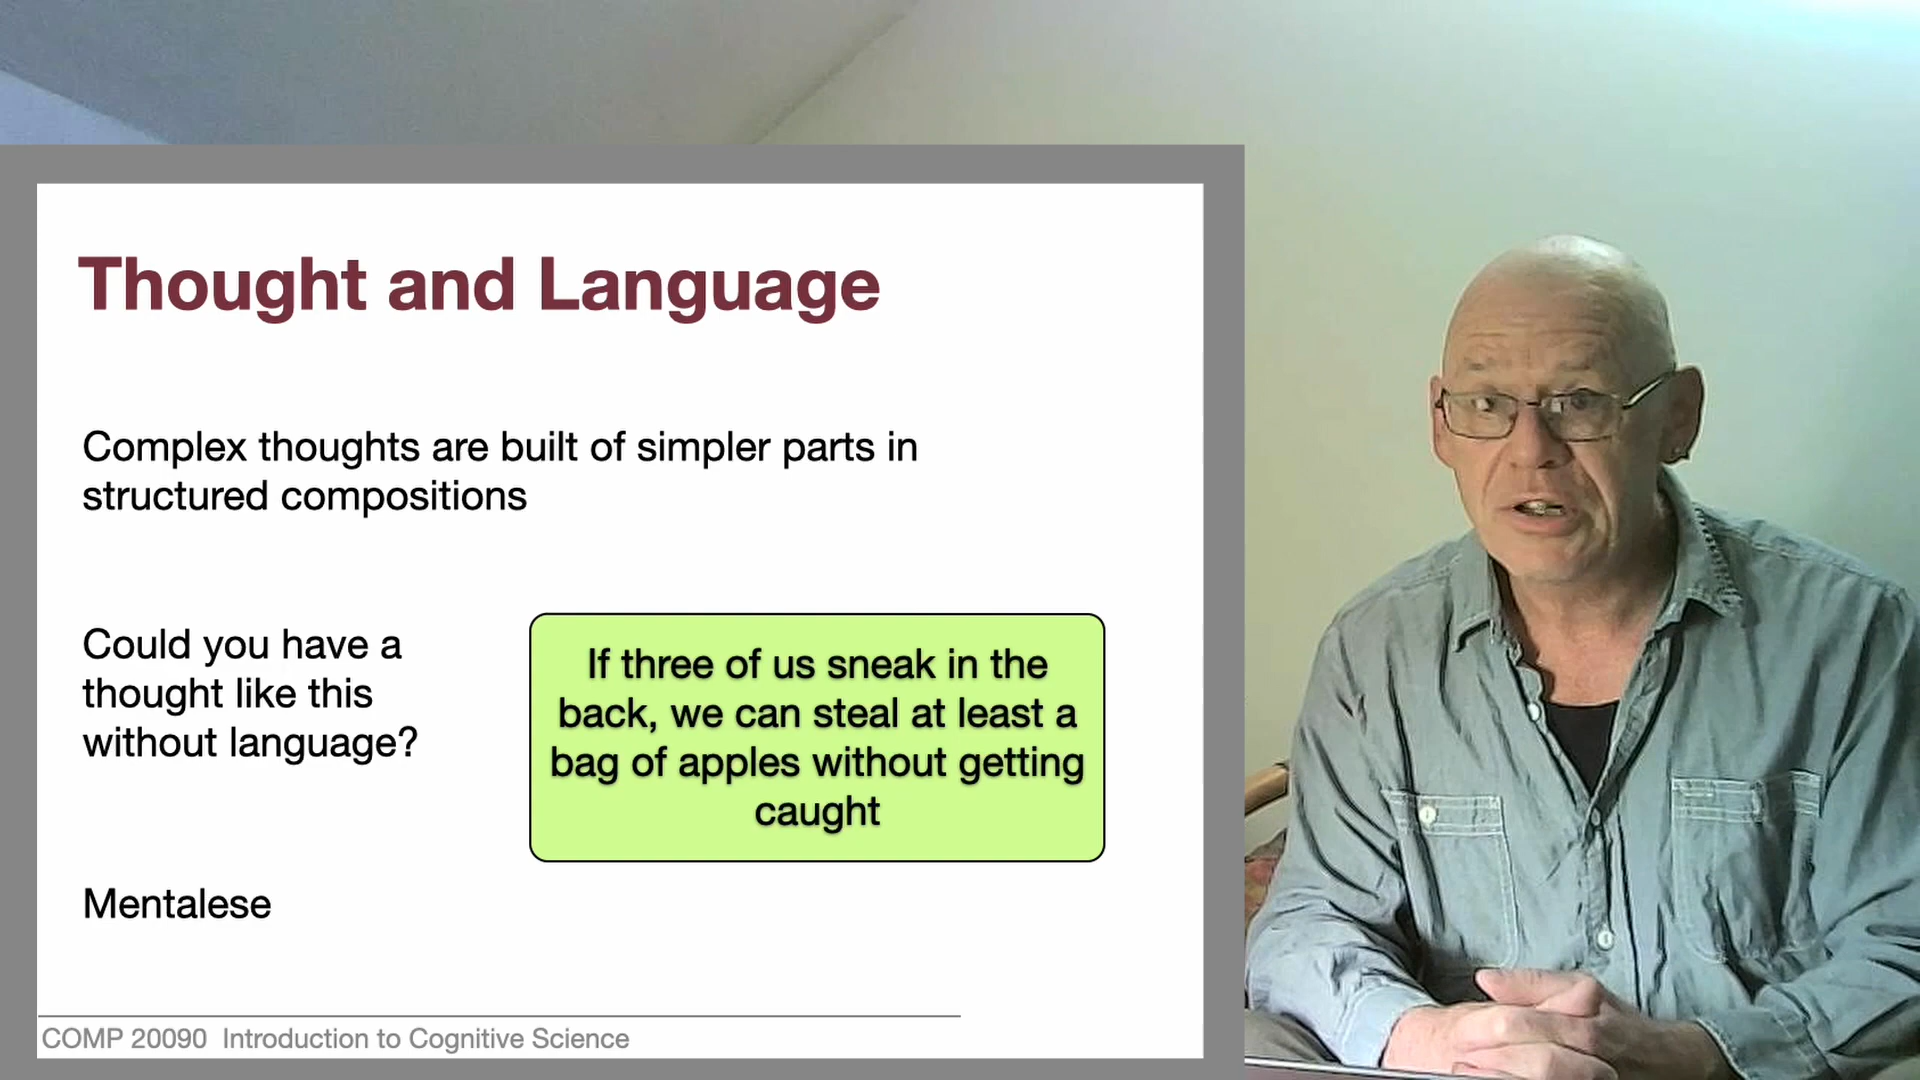 Thought and Language
Complex thoughts are built of simpler parts in
structured compositions
Could you have a
thought like this
without language?
If three of us sneak in the
back, we can steal at least a
bag of apples without getting
caught
Mentalese
COMP 20090 Introduction to Cognitive Science